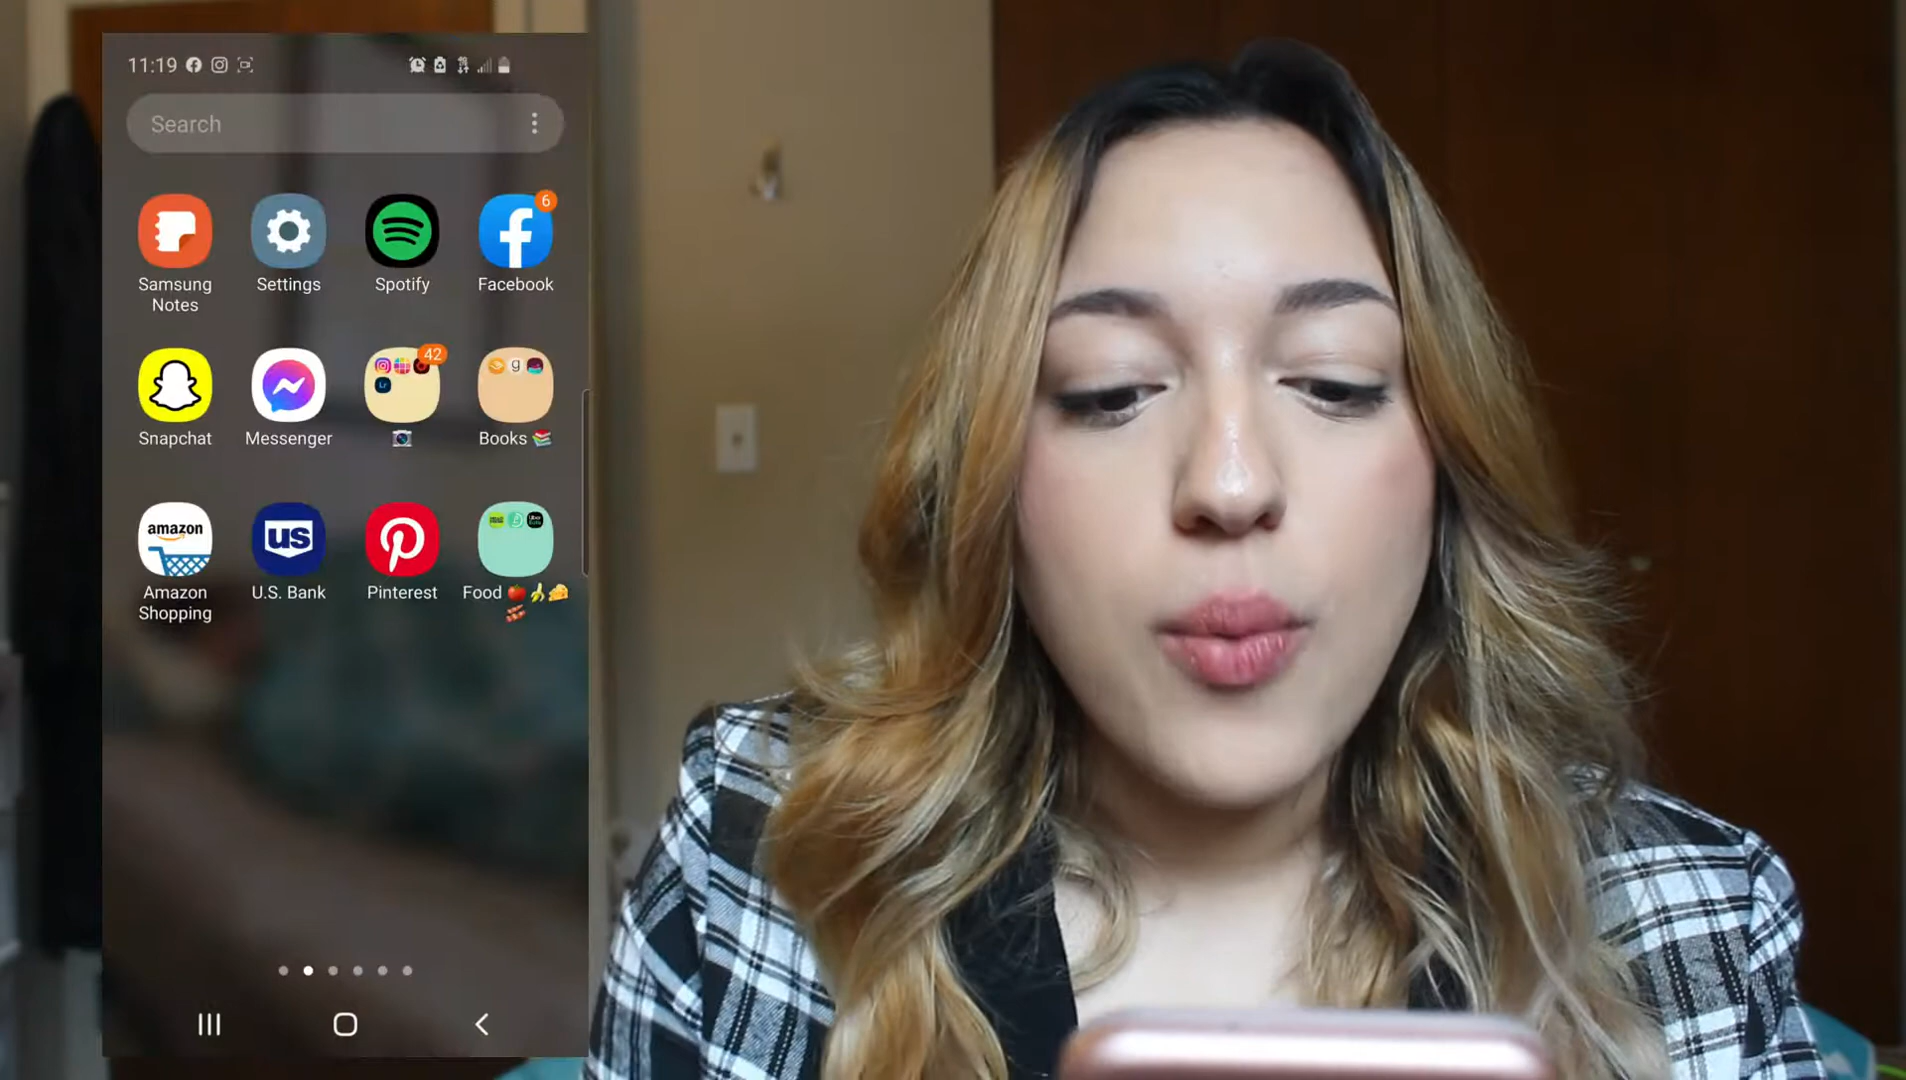 11:19
Search
6
Samsung Notes
Settings
Spotify
Facebook
42
Lr
g
Snapchat
Messenger
📷
Books 📚
amazon
us
Amazon Shopping
U.S. Bank
Pinterest
Food 🍎🍌🧀🥓